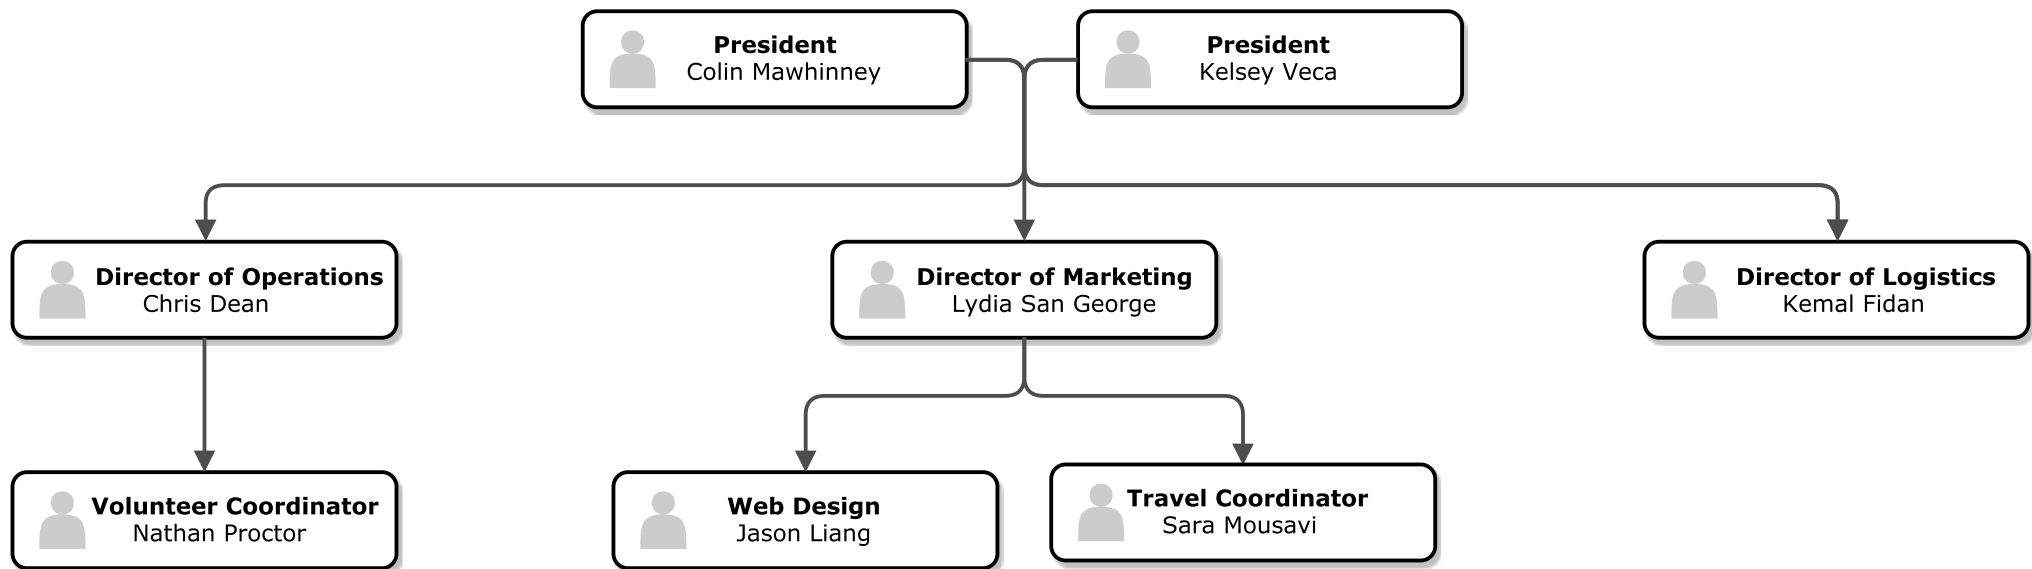 President
Colin Mawhinney
President
Kelsey Veca
Director of Operations
Chris Dean
Director of Marketing
Lydia San George
Director of Logistics
Kemal Fidan
Volunteer Coordinator
Nathan Proctor
Web Design
Jason Liang
Travel Coordinator
Sara Mousavi